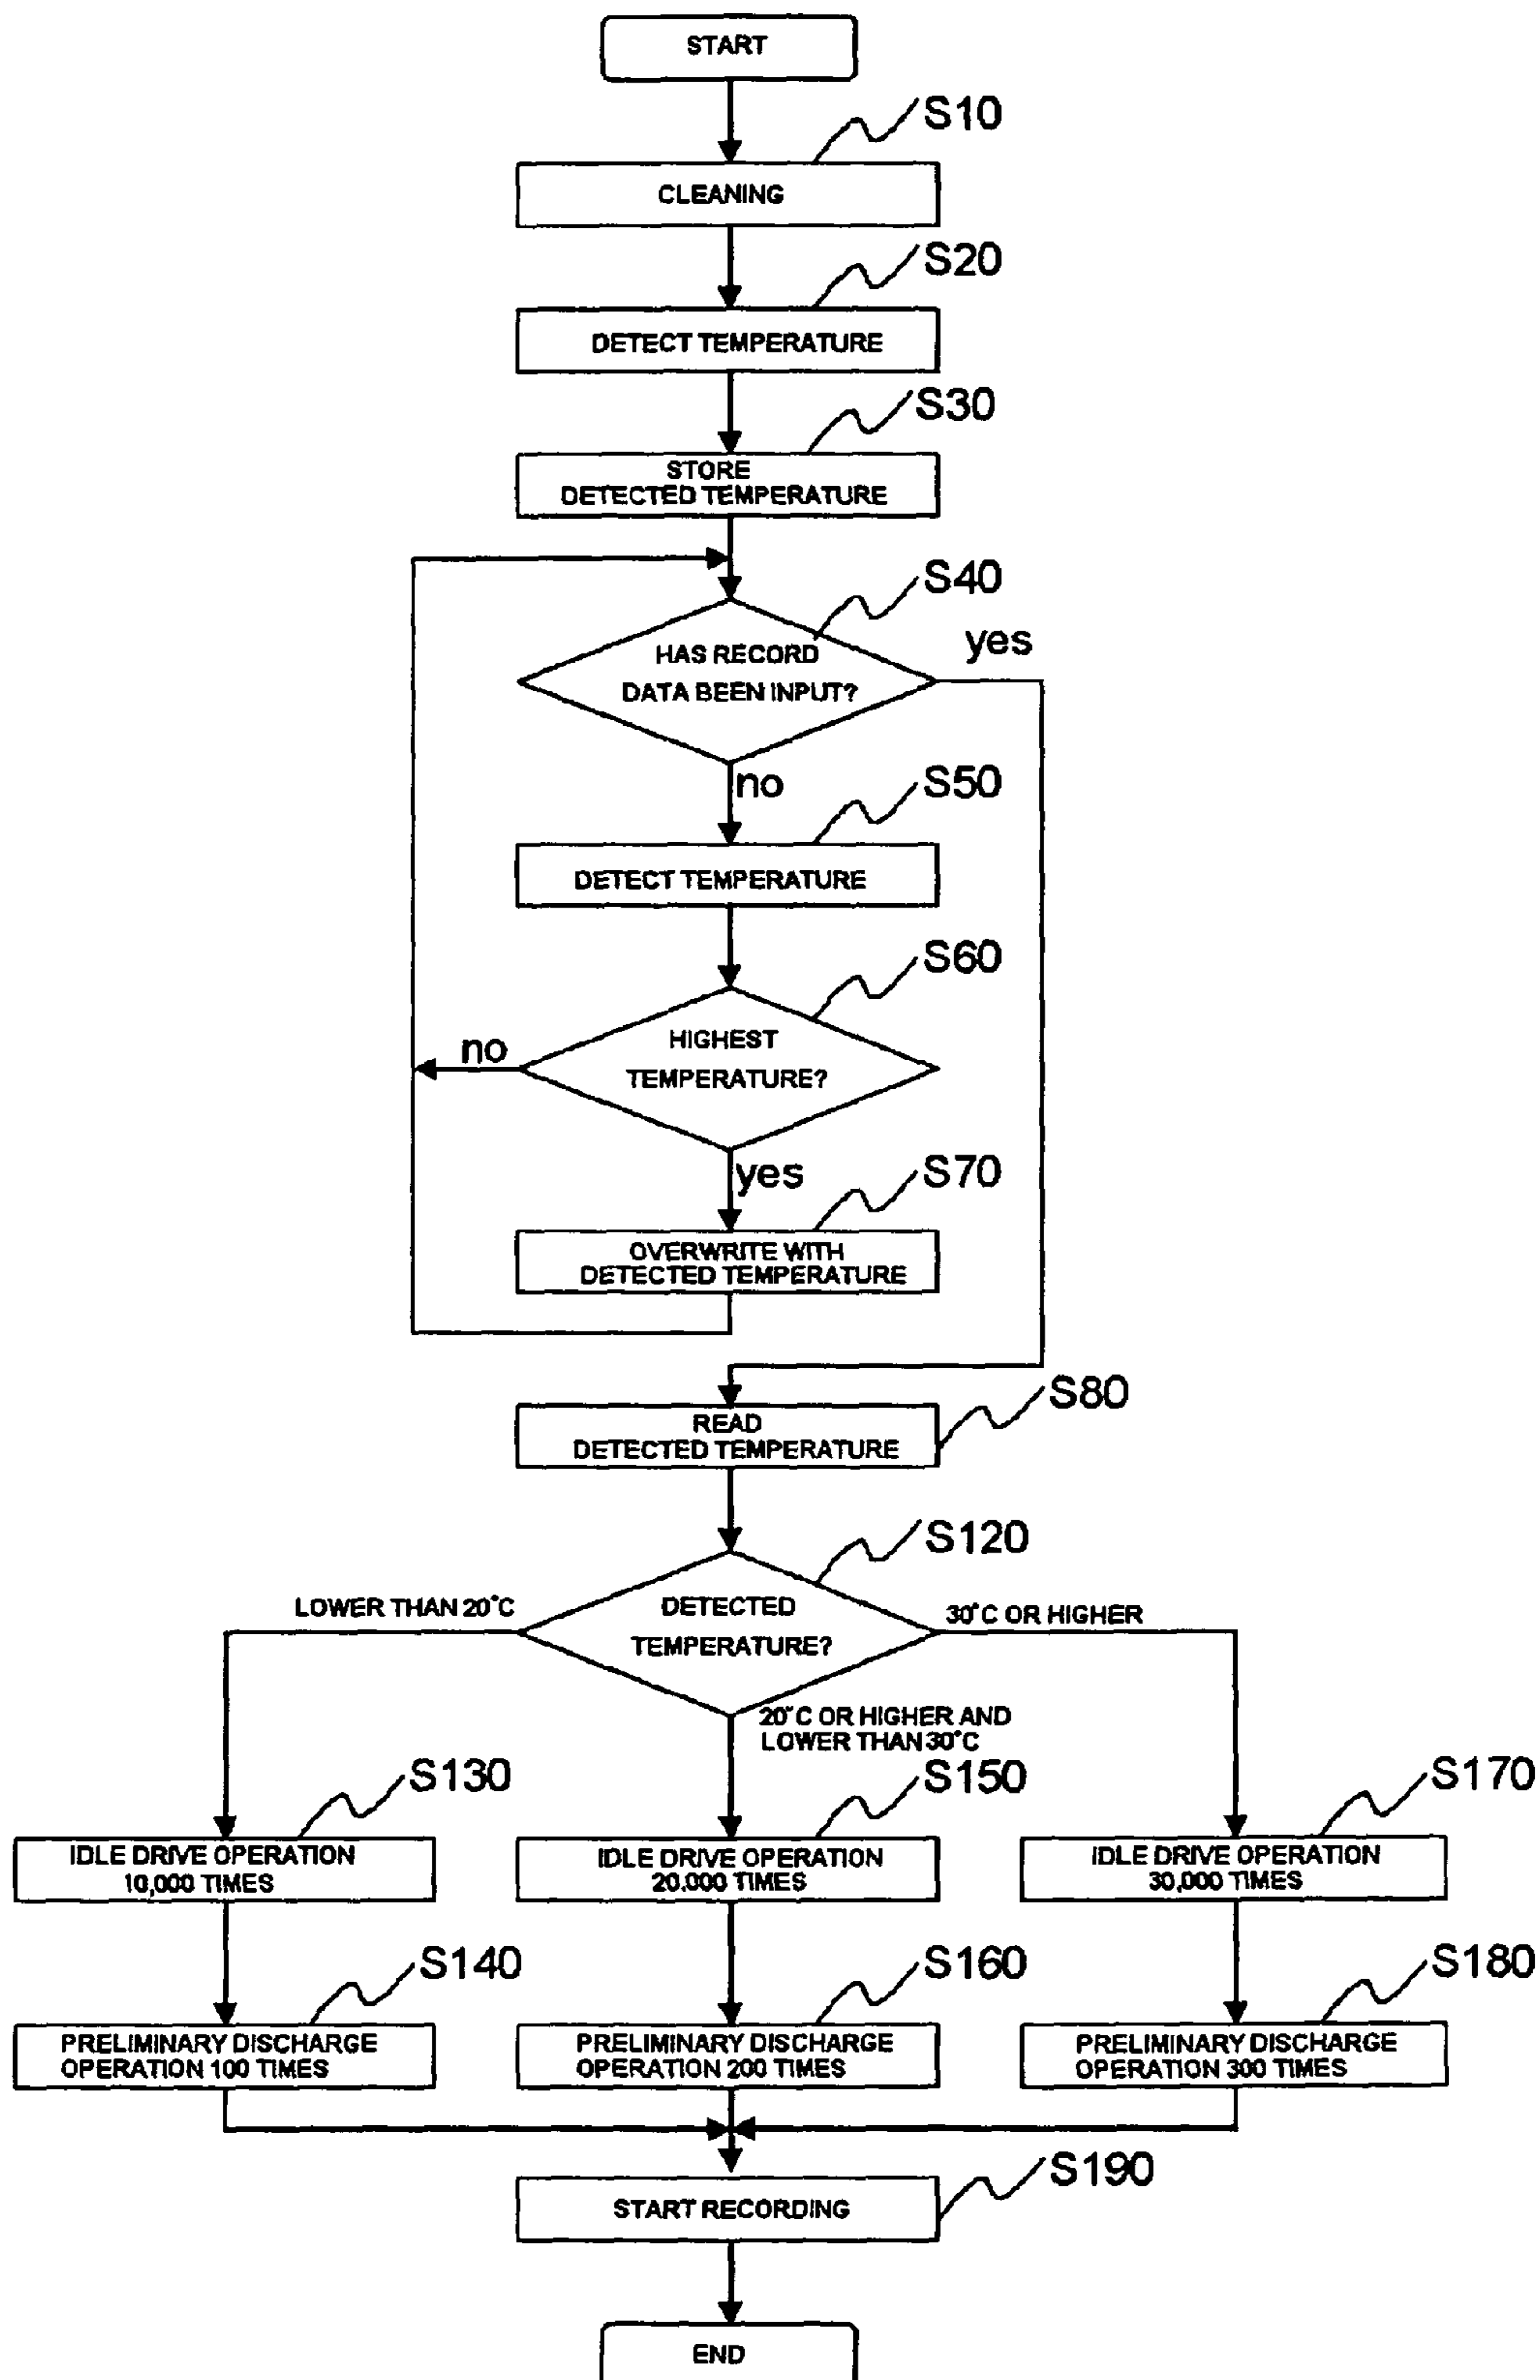 START
S10
CLEANING
S20
DETECT TEMPERATURE
S30
STORE
DETECTED TEMPERATURE
S40
HAS RECORD
DATA BEEN INPUT?
yes
no
S50
DETECT TEMPERATURE
S60
HIGHEST
TEMPERATURE?
no
yes
S70
OVERWRITE WITH
DETECTED TEMPERATURE
S80
READ
DETECTED TEMPERATURE
S120
DETECTED
TEMPERATURE?
LOWER THAN 20°C
30°C OR HIGHER
20°C OR HIGHER AND
LOWER THAN 30°C
S130
IDLE DRIVE OPERATION
10,000 TIMES
S150
IDLE DRIVE OPERATION
20.000 TIMES
S170
IDLE DRIVE OPERATION
30,000 TIMES
S140
PRELIMINARY DISCHARGE
OPERATION 100 TIMES
S160
PRELIMINARY DISCHARGE
OPERATION 200 TIMES
S180
PRELIMINARY DISCHARGE
OPERATION 300 TIMES
S190
START RECORDING
END